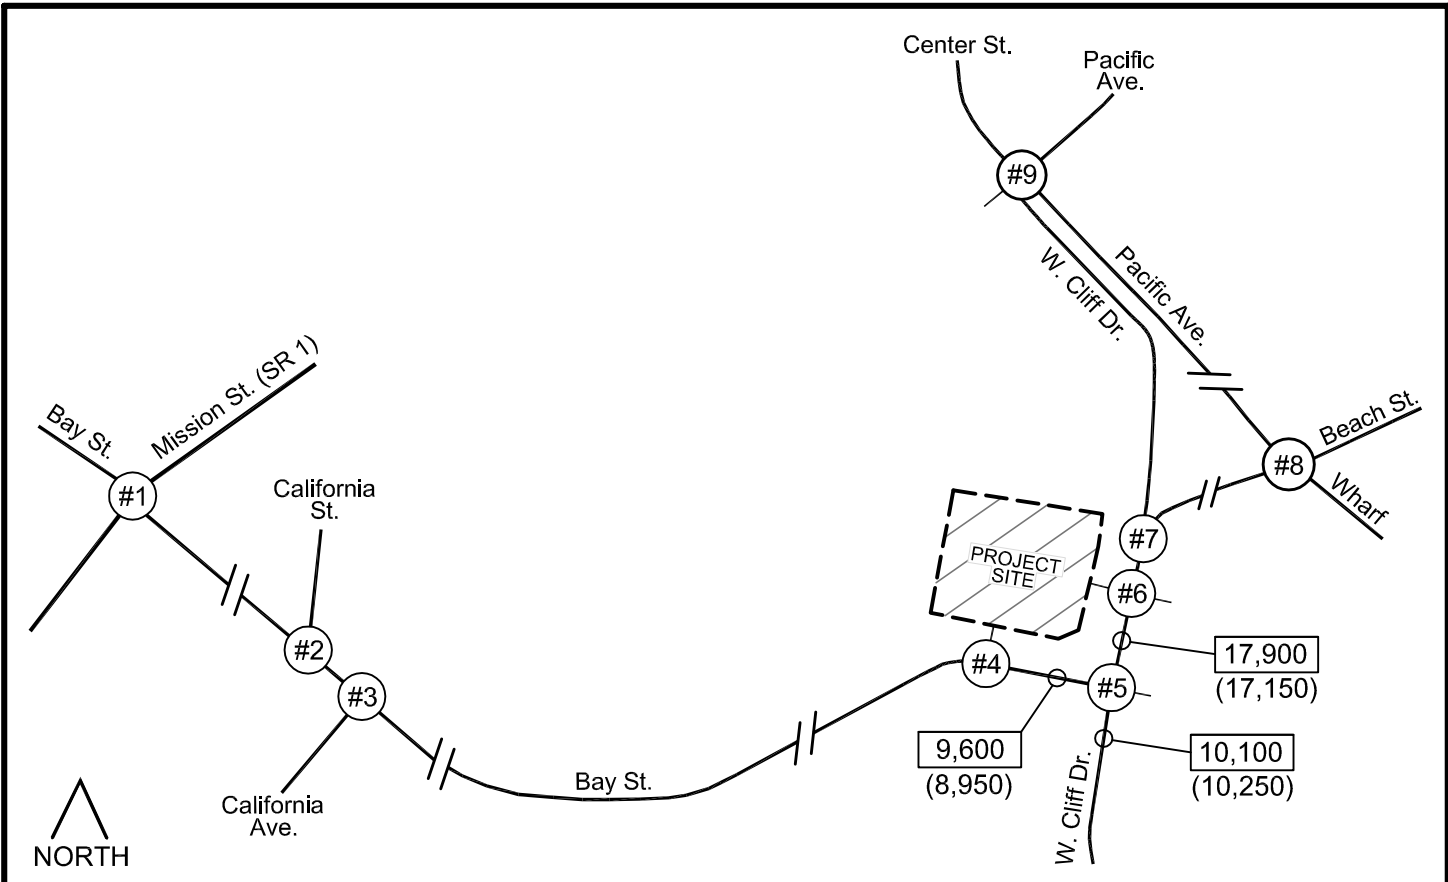 Center St.
Pacific
Ave.
#9
W. Cliff Dr.
Pacific Ave.
Mission St. (SR 1)
Bay St.
Beach St.
#8
Wharf
#1
California
St.
#7
PROJECT
SITE
#6
#2
#4
17,900
(17,150)
#3
#5
9,600
(8,950)
10,100
(10,250)
Bay St.
W. Cliff Dr.
California
Ave.
NORTH